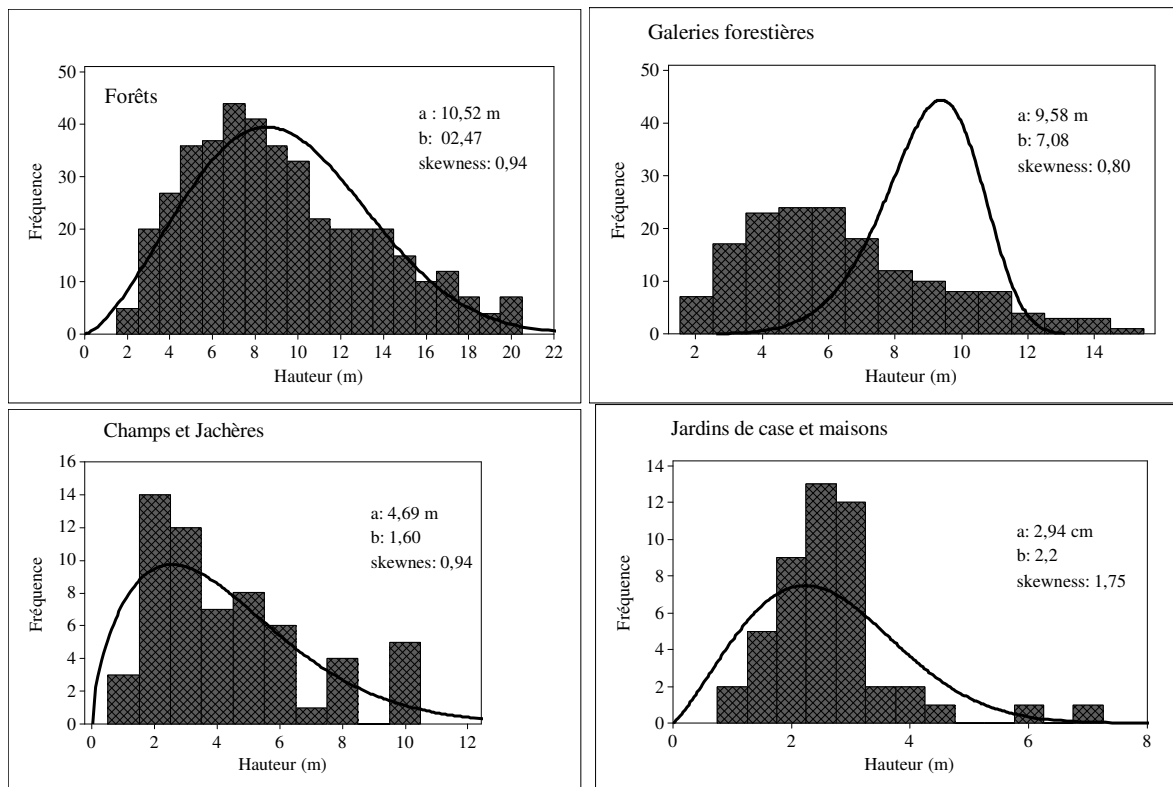 Forêts
a : 10,52 m
b: 02,47
skewness: 0,94
Fréquence
50
40
30
20
10
0
0 2 4 6 8 10 12 14 16 18 20 22
Hauteur (m)
Galeries forestières
a: 9,58 m
b: 7,08
skewness: 0,80
Fréquence
50
40
30
20
10
0
2 4 6 8 10 12 14
Hauteur (m)
Champs et Jachères
a: 4,69 m
b: 1,60
skewnes: 0,94
Fréquence
16
14
12
10
8
6
4
2
0
0 2 4 6 8 10 12
Hauteur (m)
Jardins de case et maisons
a: 2,94 cm
b: 2,2
skewness: 1,75
Fréquence
14
12
10
8
6
4
2
0
0 2 4 6 8
Hauteur (m)